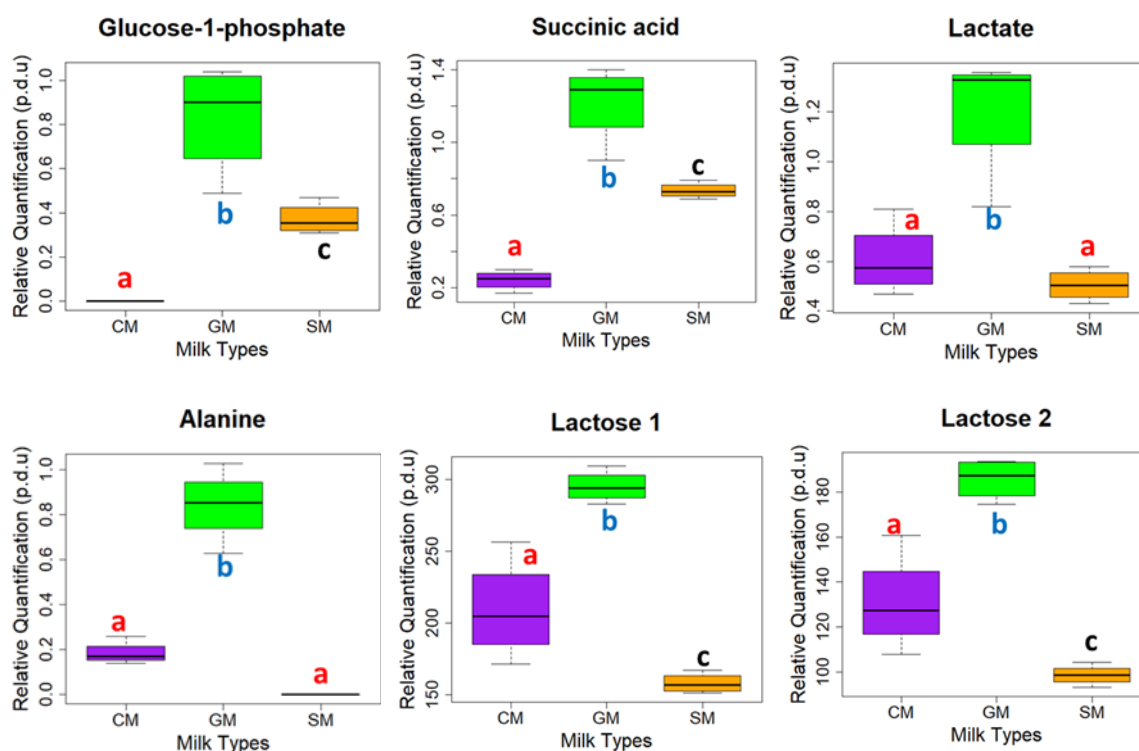 Glucose-1-phosphate
Relative Quantification (p.d.u)
1.0
0.8
0.6
0.4
0.2
0.0
a
b
c
CM
GM
SM
Milk Types
Succinic acid
Relative Quantification (p.d.u)
1.4
1.0
0.6
0.2
a
b
c
CM
GM
SM
Milk Types
Lactate
Relative Quantification (p.d.u)
1.2
1.0
0.8
0.6
0.4
a
b
a
CM
GM
SM
Milk Types
Alanine
Relative Quantification (p.d.u)
1.0
0.8
0.6
0.4
0.2
0.0
a
b
a
CM
GM
SM
Milk Types
Lactose 1
Relative Quantification (p.d.u)
300
250
200
150
a
b
c
CM
GM
SM
Milk Types
Lactose 2
Relative Quantification (p.d.u)
180
160
140
120
100
a
b
c
CM
GM
SM
Milk Types